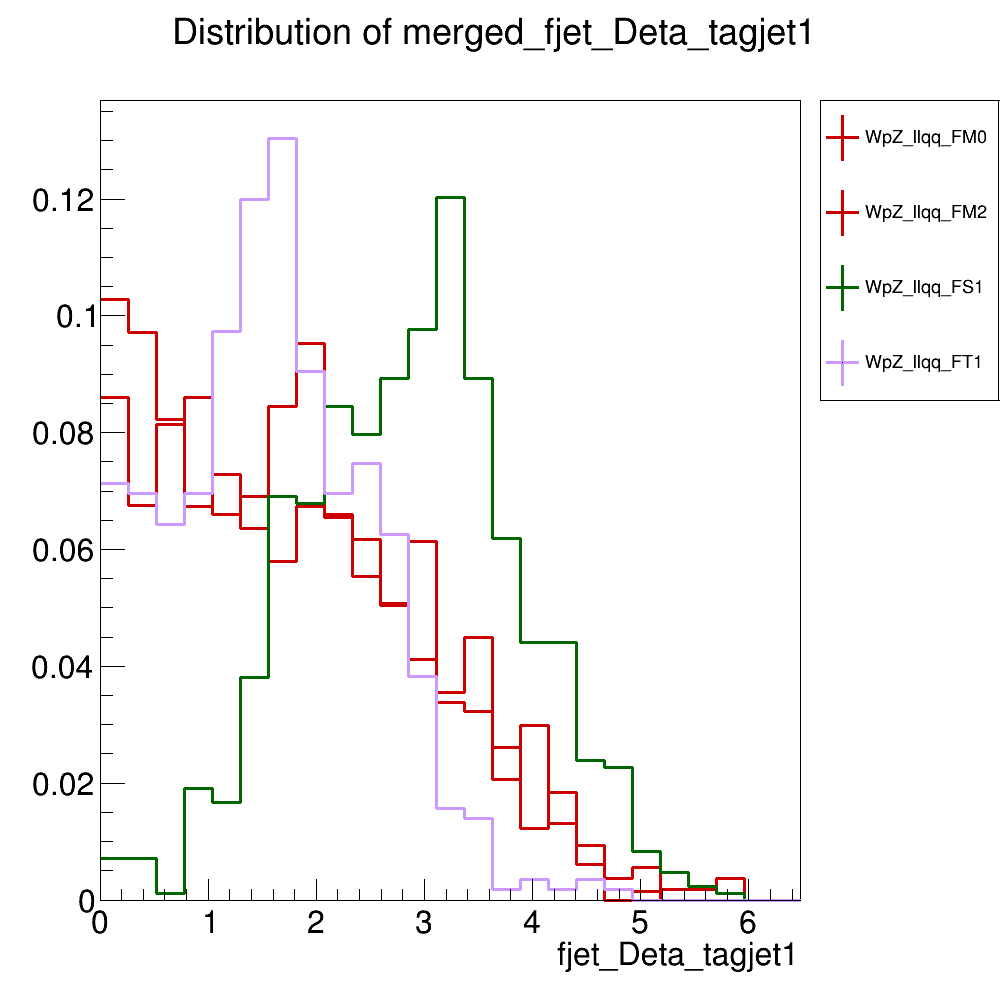 Distribution of merged_fjet_Deta_tagjet1
WpZ_llqq_FM0
WpZ_llqq_FM2
WpZ_llqq_FS1
WpZ_llqq_FT1
0.12
0.1
0.08
0.06
0.04
0.02
0
0 1 2 3 4 5 6
fjet_Deta_tagjet1